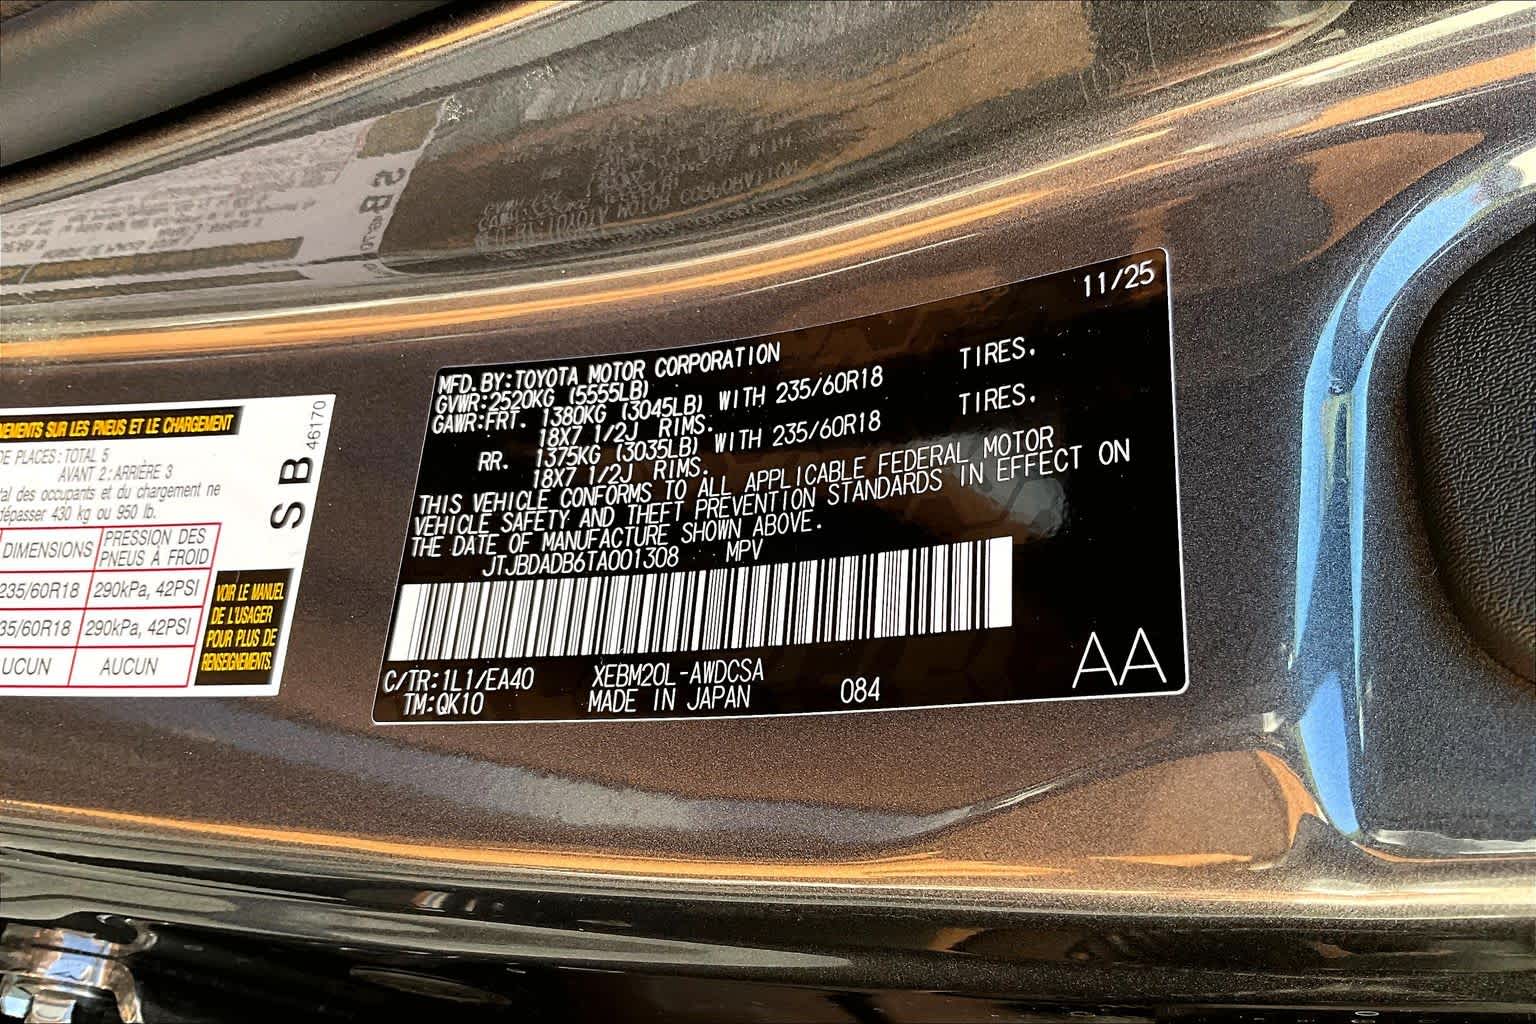 NEMENTS SUR LES PNEUS ET LE CHARGEMENT
DE PLACES:TOTAL 5
AVANT 2:ARRIÈRE 3
tal des occupants et du chargement ne
dépasser 430 kg ou 950 lb.
DIMENSIONS PRESSION DES PNEUS À FROID
235/60R18 290kPa, 42PSI
35/60R18 290kPa, 42PSI
UCUN AUCUN
VOIR LE MANUEL
DE L'USAGER
POUR PLUS DE
RENSEIGNEMENTS.
SB 46170
11/25
MFD. BY:TOYOTA MOTOR CORPORATION
GVWR:2520KG (5555LB)
GAWR:FRT. 1380KG (3045LB) WITH 235/60R18 TIRES.
18X7 1/2J RIMS.
RR. 1375KG (3035LB) WITH 235/60R18 TIRES.
18X7 1/2J RIMS.
THIS VEHICLE CONFORMS TO ALL APPLICABLE FEDERAL MOTOR
VEHICLE SAFETY AND THEFT PREVENTION STANDARDS IN EFFECT ON
THE DATE OF MANUFACTURE SHOWN ABOVE.
JTJBDADB6TA001308 MPV
C/TR:1L1/EA40 XEBM20L-AWDCSA
TM:QK10 MADE IN JAPAN 084
AA